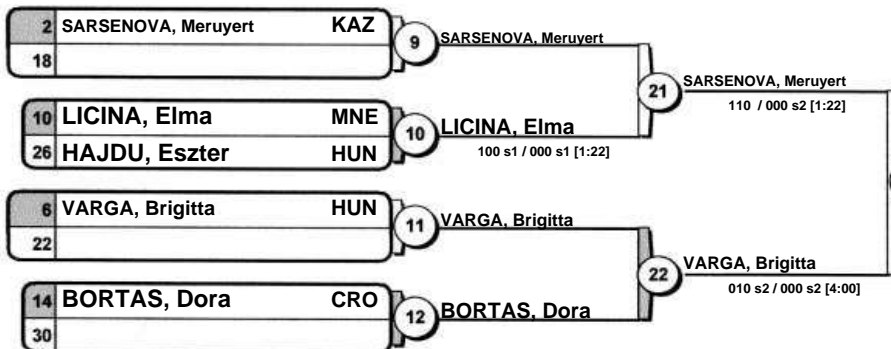 2 SARSENOVA, Meruyert KAZ
18
9
SARSENOVA, Meruyert
10 LICINA, Elma MNE
26 HAJDU, Eszter HUN
10
LICINA, Elma
100 s1 / 000 s1 [1:22]
21
SARSENOVA, Meruyert
110 / 000 s2 [1:22]
6 VARGA, Brigitta HUN
22
11
VARGA, Brigitta
14 BORTAS, Dora CRO
30
12
BORTAS, Dora
22
VARGA, Brigitta
010 s2 / 000 s2 [4:00]